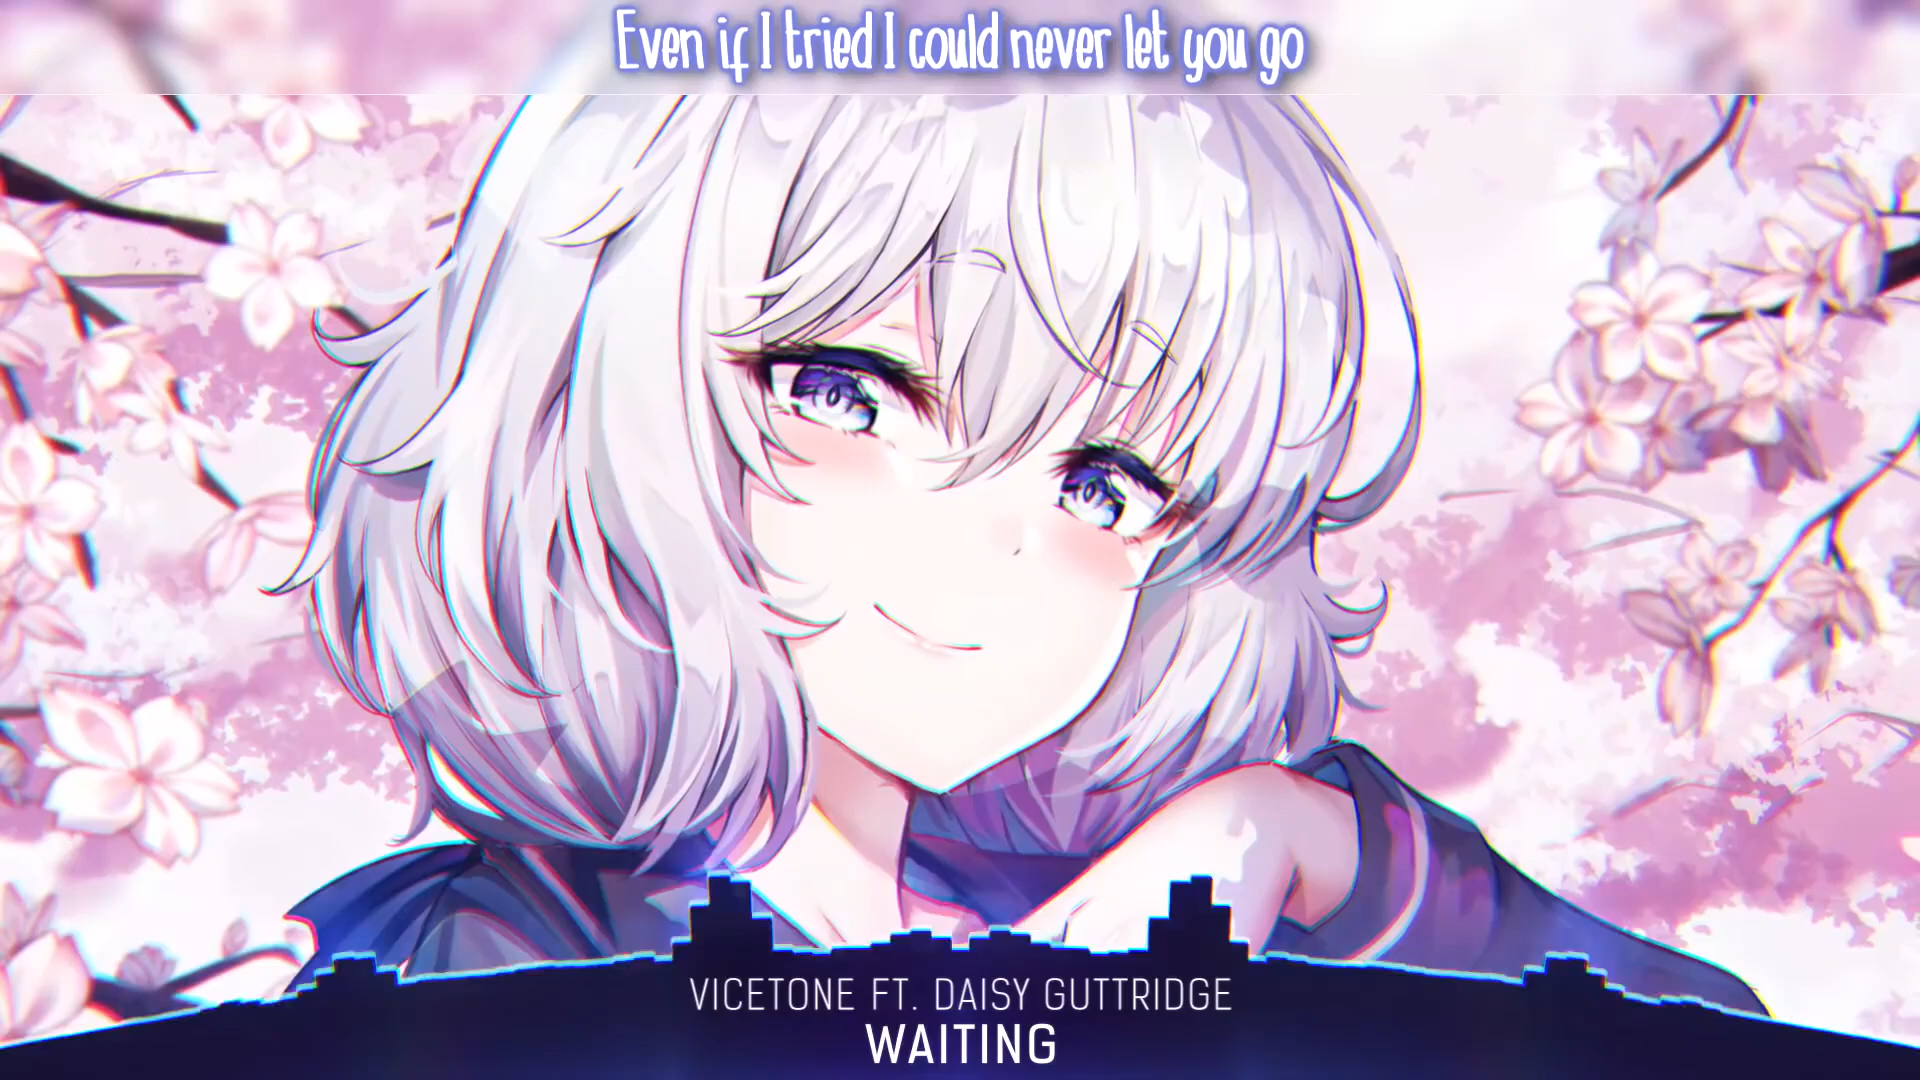 Even if I tried I could never let you go
VICETONE FT. DAISY GUTTRIDGE
WAITING